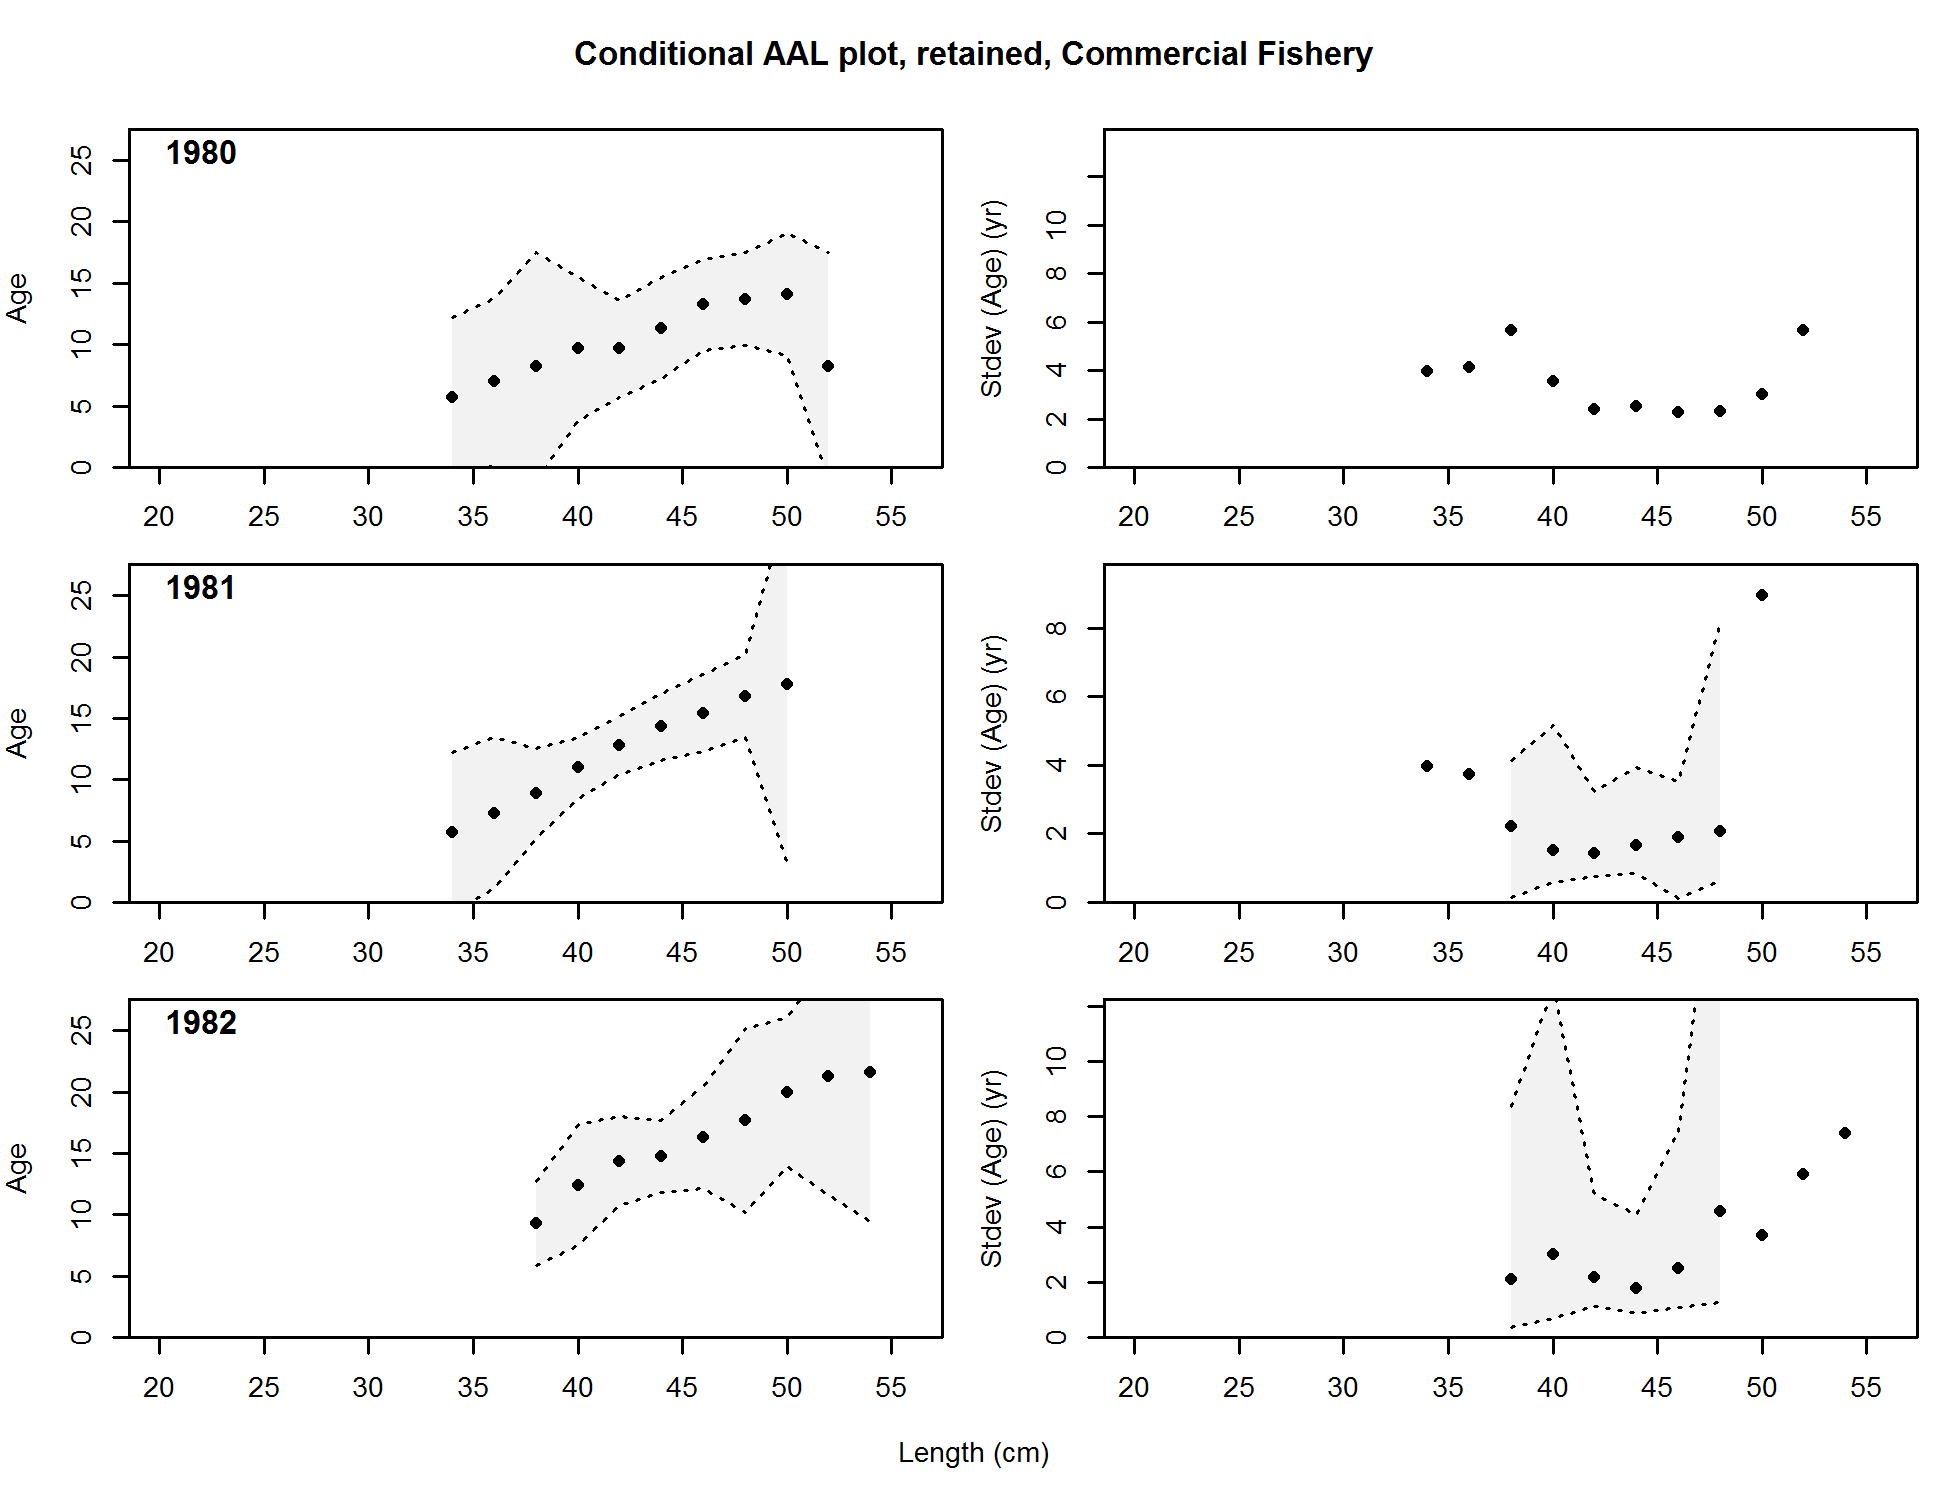 Conditional AAL plot, retained, Commercial Fishery
1980
Age
0 5 10 15 20 25
20 25 30 35 40 45 50 55
Stdev (Age) (yr)
0 2 4 6 8 10
20 25 30 35 40 45 50 55
1981
Age
0 5 10 15 20 25
20 25 30 35 40 45 50 55
Stdev (Age) (yr)
0 2 4 6 8
20 25 30 35 40 45 50 55
1982
Age
0 5 10 15 20 25
20 25 30 35 40 45 50 55
Stdev (Age) (yr)
0 2 4 6 8 10
20 25 30 35 40 45 50 55
Length (cm)